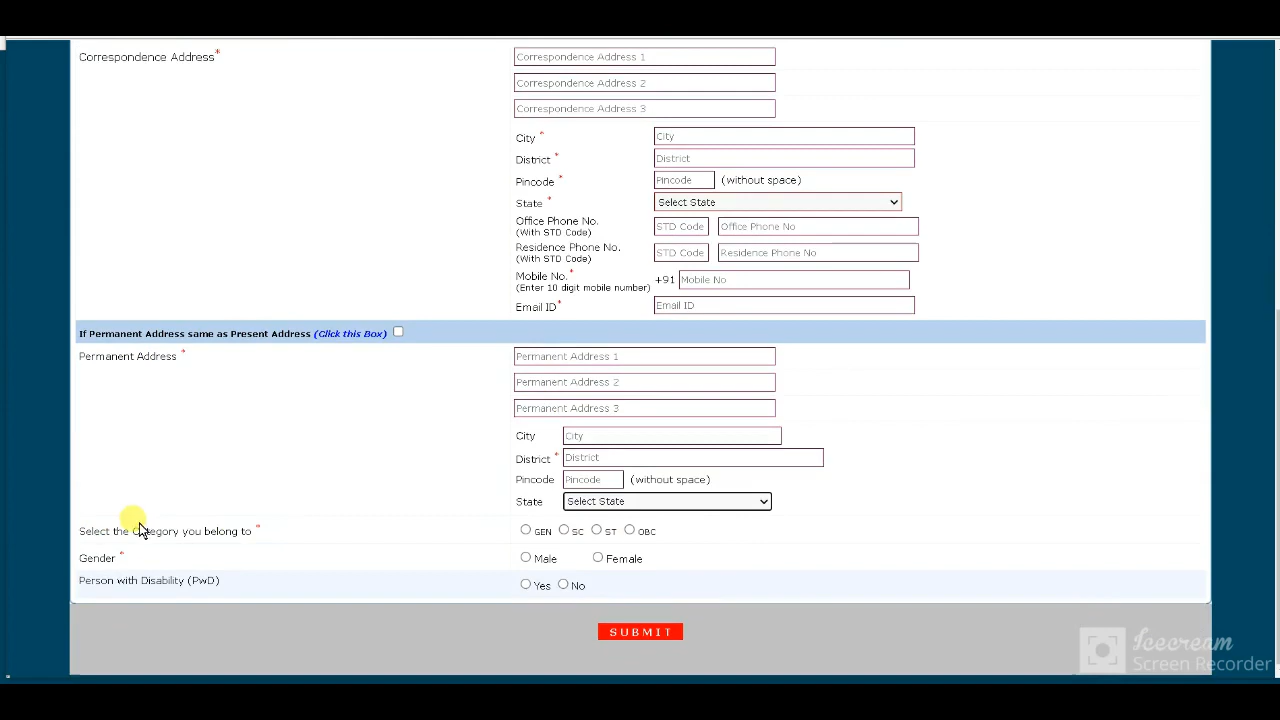 Correspondence Address*
Correspondence Address 1
Correspondence Address 2
Correspondence Address 3
City * City
District * District
Pincode * Pincode (without space)
State * Select State
Office Phone No. (With STD Code) STD Code Office Phone No
Residence Phone No. (With STD Code) STD Code Residence Phone No
Mobile No.* (Enter 10 digit mobile number) +91 Mobile No
Email ID* Email ID
If Permanent Address same as Present Address (Click this Box)
Permanent Address *
Permanent Address 1
Permanent Address 2
Permanent Address 3
City City
District * District
Pincode Pincode (without space)
State Select State
Select the Category you belong to * GEN SC ST OBC
Gender * Male Female
Person with Disability (PwD) Yes No
SUBMIT
Icecream
Screen Recorder